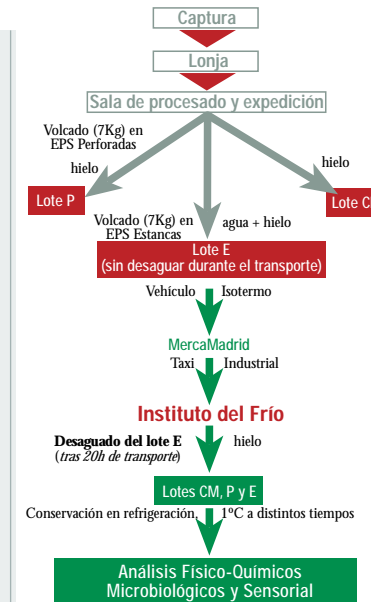 Captura
Lonja
Sala de procesado y expedición
Volcado (7Kg) en
EPS Perforadas
hielo
hielo
Lote P
Lote
Volcado (7Kg) en
EPS Estancas
agua + hielo
Lote E
(sin desaguar durante el transporte)
Vehículo Isotermo
MercaMadrid
Taxi Industrial
Instituto del Frío
Desaguado del lote E
(tras 20h de transporte)
hielo
Lotes CM, P y E
Conservación en refrigeración, 1ºC a distintos tiempos
Análisis Físico-Químicos
Microbiológicos y Sensorial